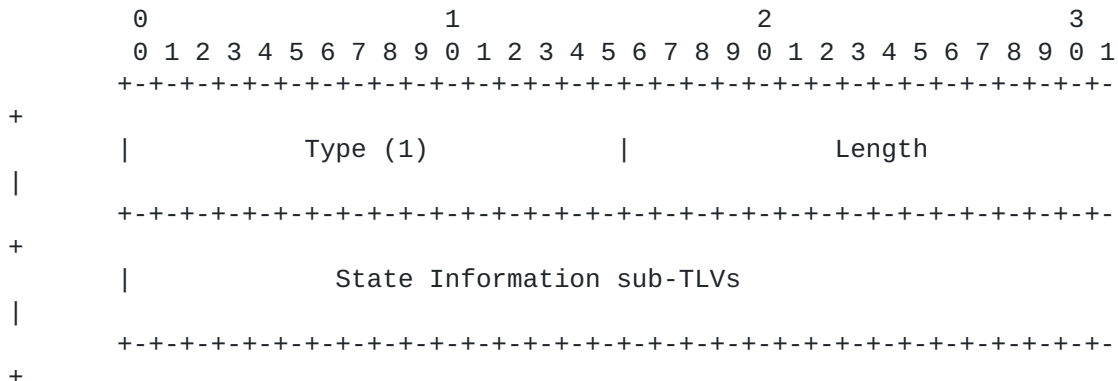 0                   1                   2                   3
 0 1 2 3 4 5 6 7 8 9 0 1 2 3 4 5 6 7 8 9 0 1 2 3 4 5 6 7 8 9 0 1
+-+-+-+-+-+-+-+-+-+-+-+-+-+-+-+-+-+-+-+-+-+-+-+-+-+-+-+-+-+-+-+-
+
|           Type (1)            |             Length
|
+-+-+-+-+-+-+-+-+-+-+-+-+-+-+-+-+-+-+-+-+-+-+-+-+-+-+-+-+-+-+-+-
+
|             State Information sub-TLVs
|
+-+-+-+-+-+-+-+-+-+-+-+-+-+-+-+-+-+-+-+-+-+-+-+-+-+-+-+-+-+-+-+-
+